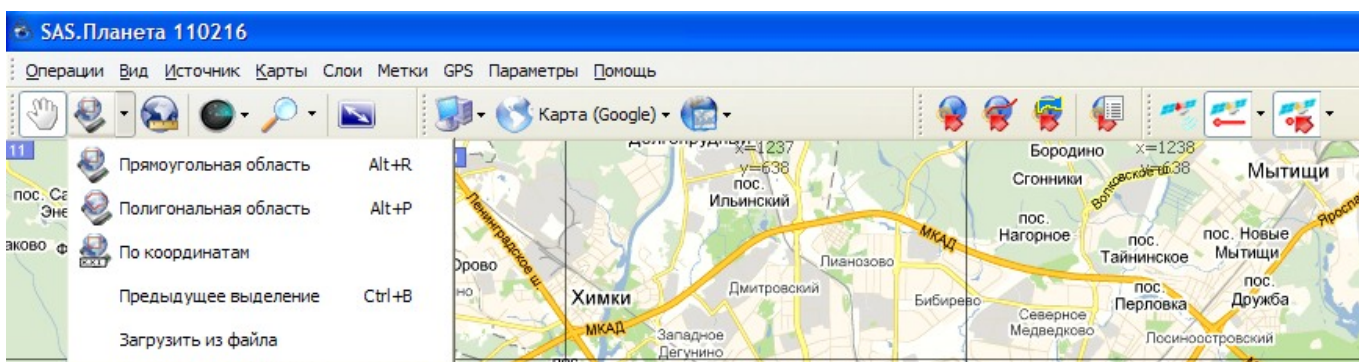 SAS.Планета 110216
Операции Вид Источник Карты Слои Метки GPS Параметры Помощь
Карта (Google)
11
Прямоугольная область Alt+R
Полигональная область Alt+P
По координатам
Предыдущее выделение Ctrl+B
Загрузить из файла
x=1237
y=638
пос.
Ильинский
Ленинградское ш.
МКАД
Лианозово
Химки
Дмитровский
МКАД
Западное
Дегунино
Бибирево
Бородино
x=1238
y=638
Сгонники
Мытищи
пос.
Нагорное
пос.
Тайнинское
пос. Новые
Мытищи
пос.
Перловка
пос.
Дружба
Северное
Медведково
Лосиноостровский